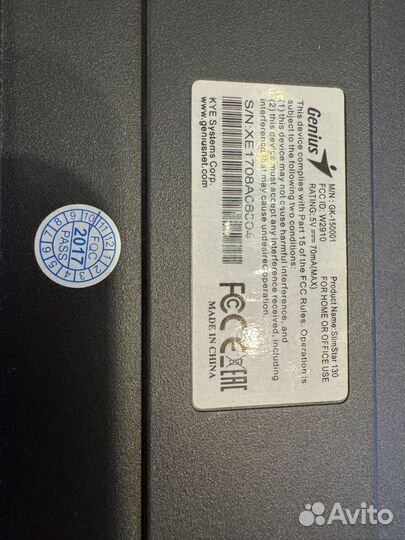 Genius
M/N: GK-150001
FCC ID: W2910
RATING: 5V 70mA(MAX)
Product Name: SlimStar 130
FOR HOME OR OFFICE USE
This device complies with Part 15 of the FCC Rules. Operation is
subject to the following two conditions:
(1) this device may not cause harmful interference, and
(2) this device must accept any interference received, including
interference that may cause undesired operation.
S/N:
KYE Systems Corp.
www.geniusnet.com
FCC CE EAC
MADE IN CHINA
1 2 3 4 5 6 7 8 9 10 11 12
FQC
2017
PASS
Avito